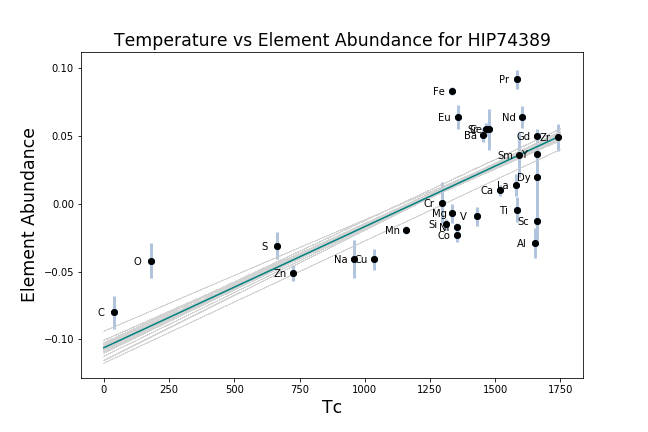 Temperature vs Element Abundance for HIP74389
Element Abundance
0.10
0.05
0.00
−0.05
−0.10
Pr
Fe
Eu
Nd
Ba
Gd
Zr
Sm
Y
Dy
La
Ca
Cr
Mg
V
Ti
Si
Sc
Co
Mn
Al
S
O
Na
Cu
Zn
C
0
250
500
750
1000
1250
1500
1750
Tc